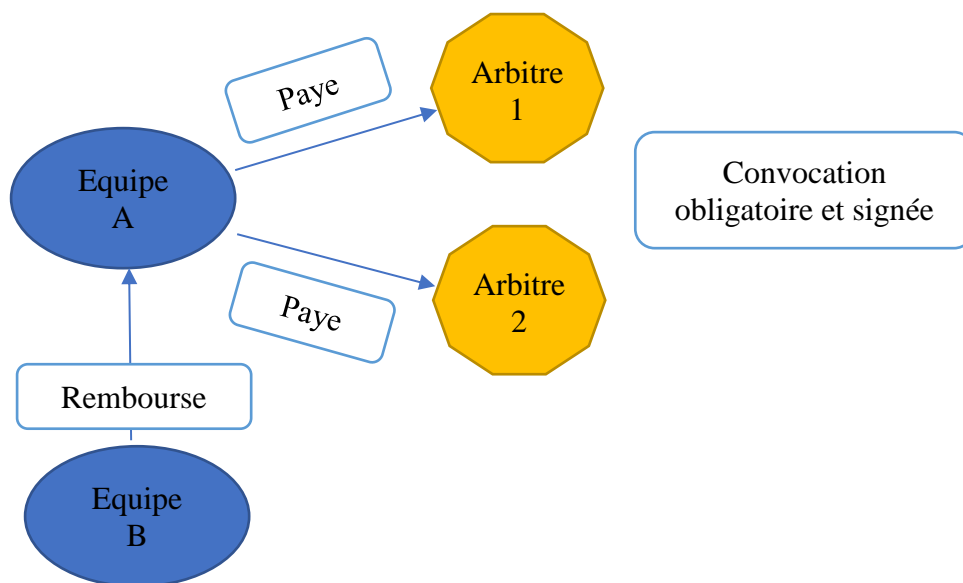 Paye
Arbitre
1
Equipe
A
Convocation
obligatoire et signée
Paye
Arbitre
2
Rembourse
Equipe
B